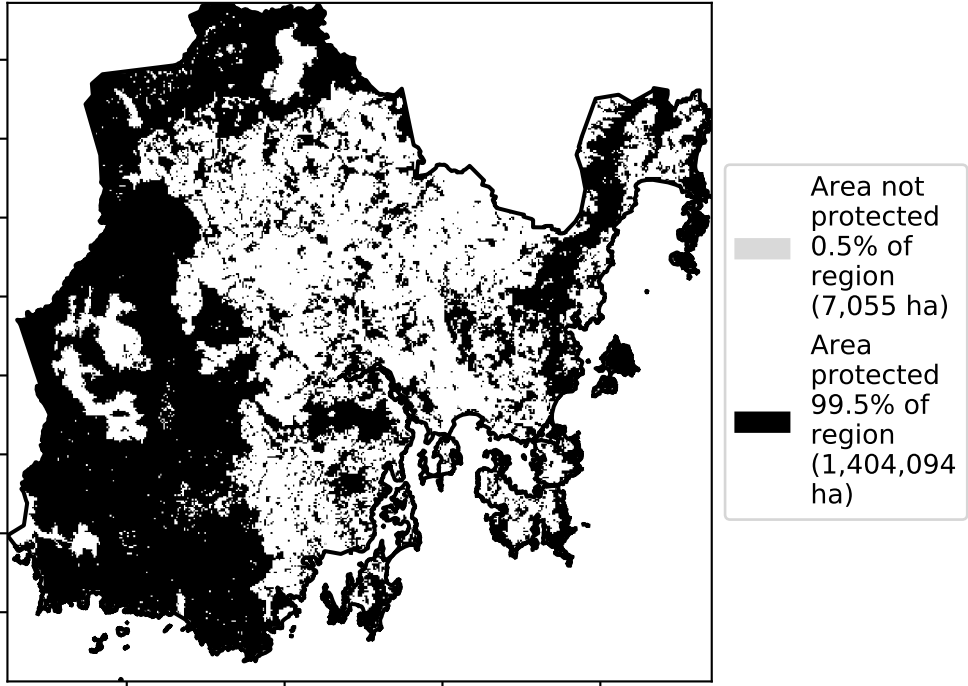 Area not
protected
0.5% of
region
(7,055 ha)
Area
protected
99.5% of
region
(1,404,094
ha)